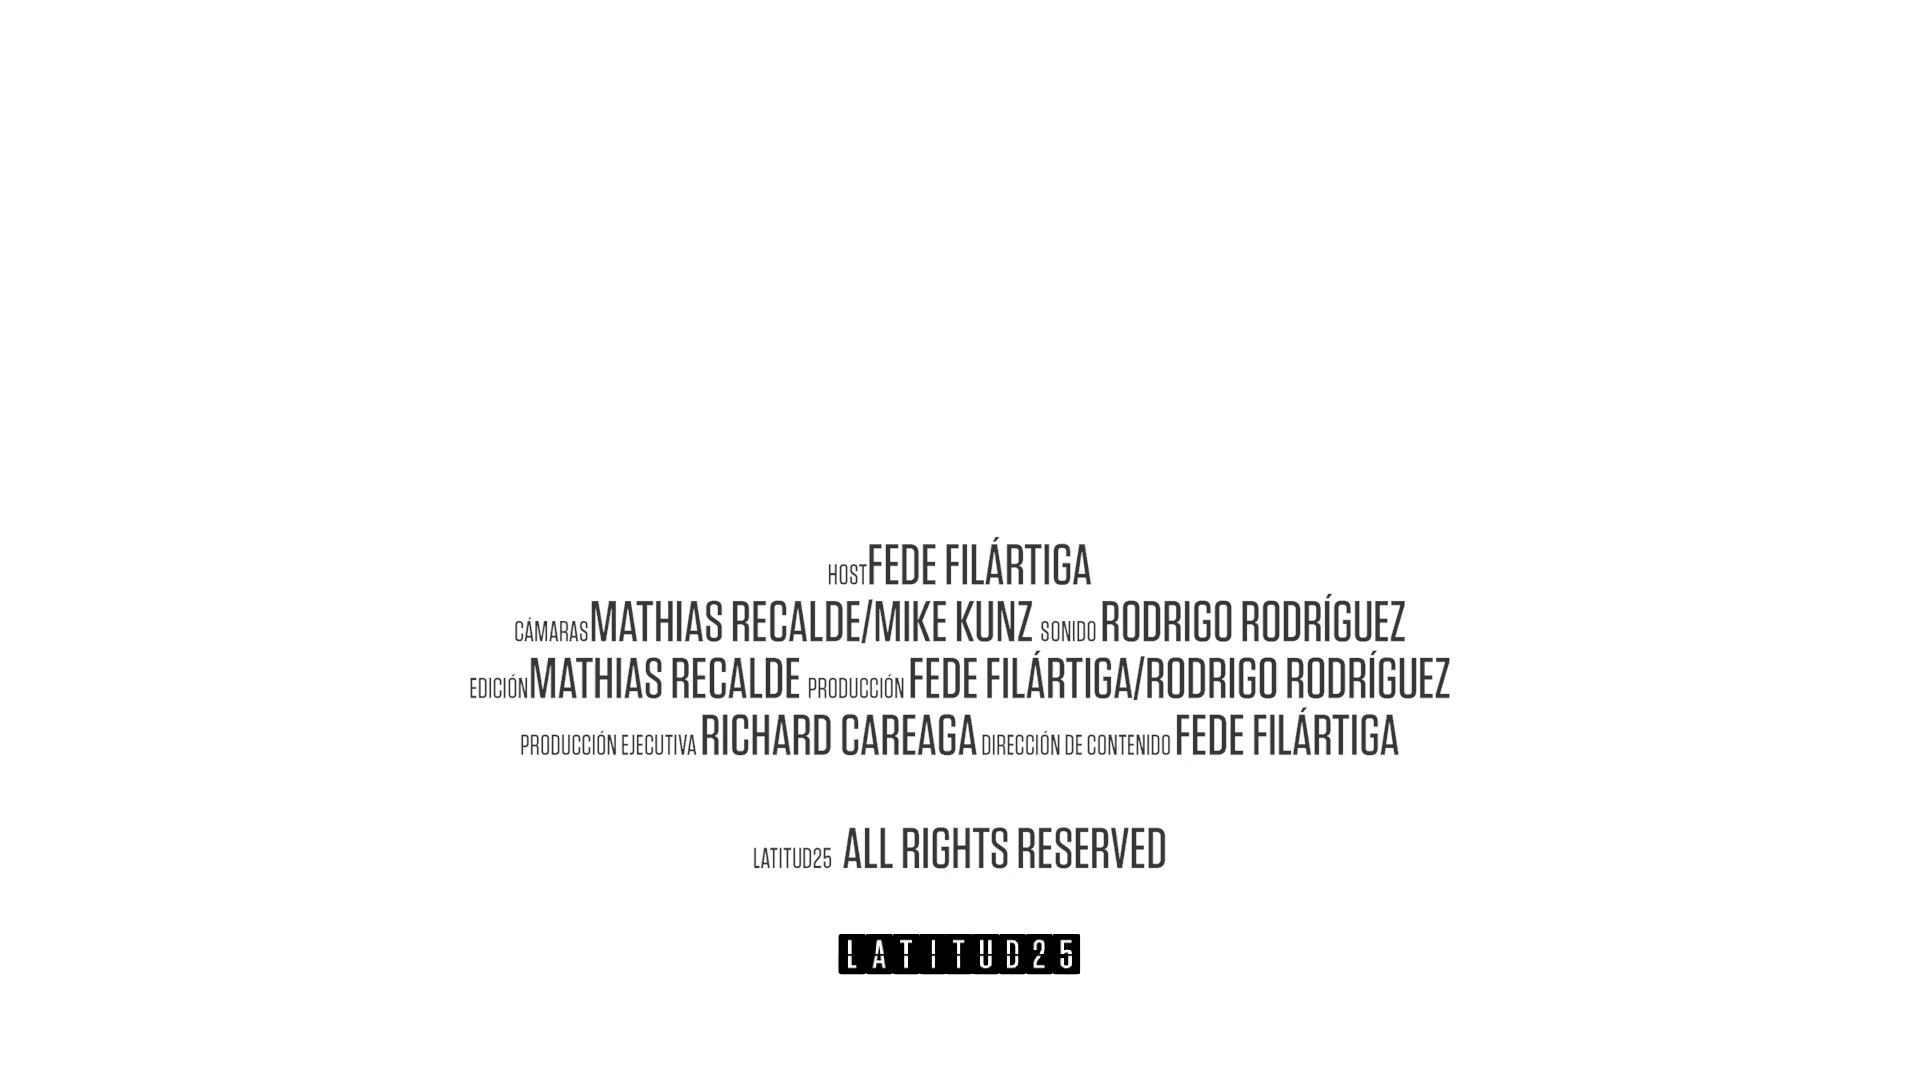 HOST FEDE FILÁRTIGA
CÁMARAS MATHIAS RECALDE/MIKE KUNZ SONIDO RODRIGO RODRÍGUEZ
EDICIÓN MATHIAS RECALDE PRODUCCIÓN FEDE FILÁRTIGA/RODRIGO RODRÍGUEZ
PRODUCCIÓN EJECUTIVA RICHARD CAREAGA DIRECCIÓN DE CONTENIDO FEDE FILÁRTIGA
LATITUD25 ALL RIGHTS RESERVED
LATITUD25